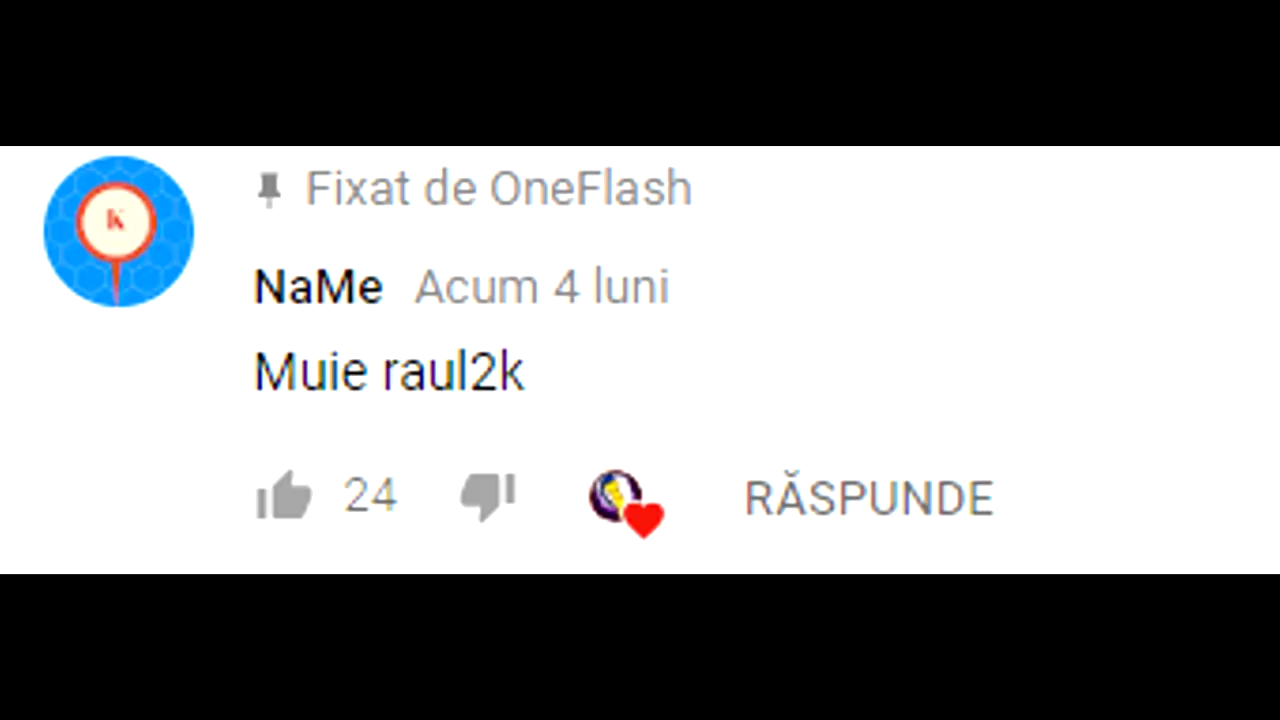 K
Fixat de OneFlash
NaMe Acum 4 luni
Muie raul2k
24 RĂSPUNDE